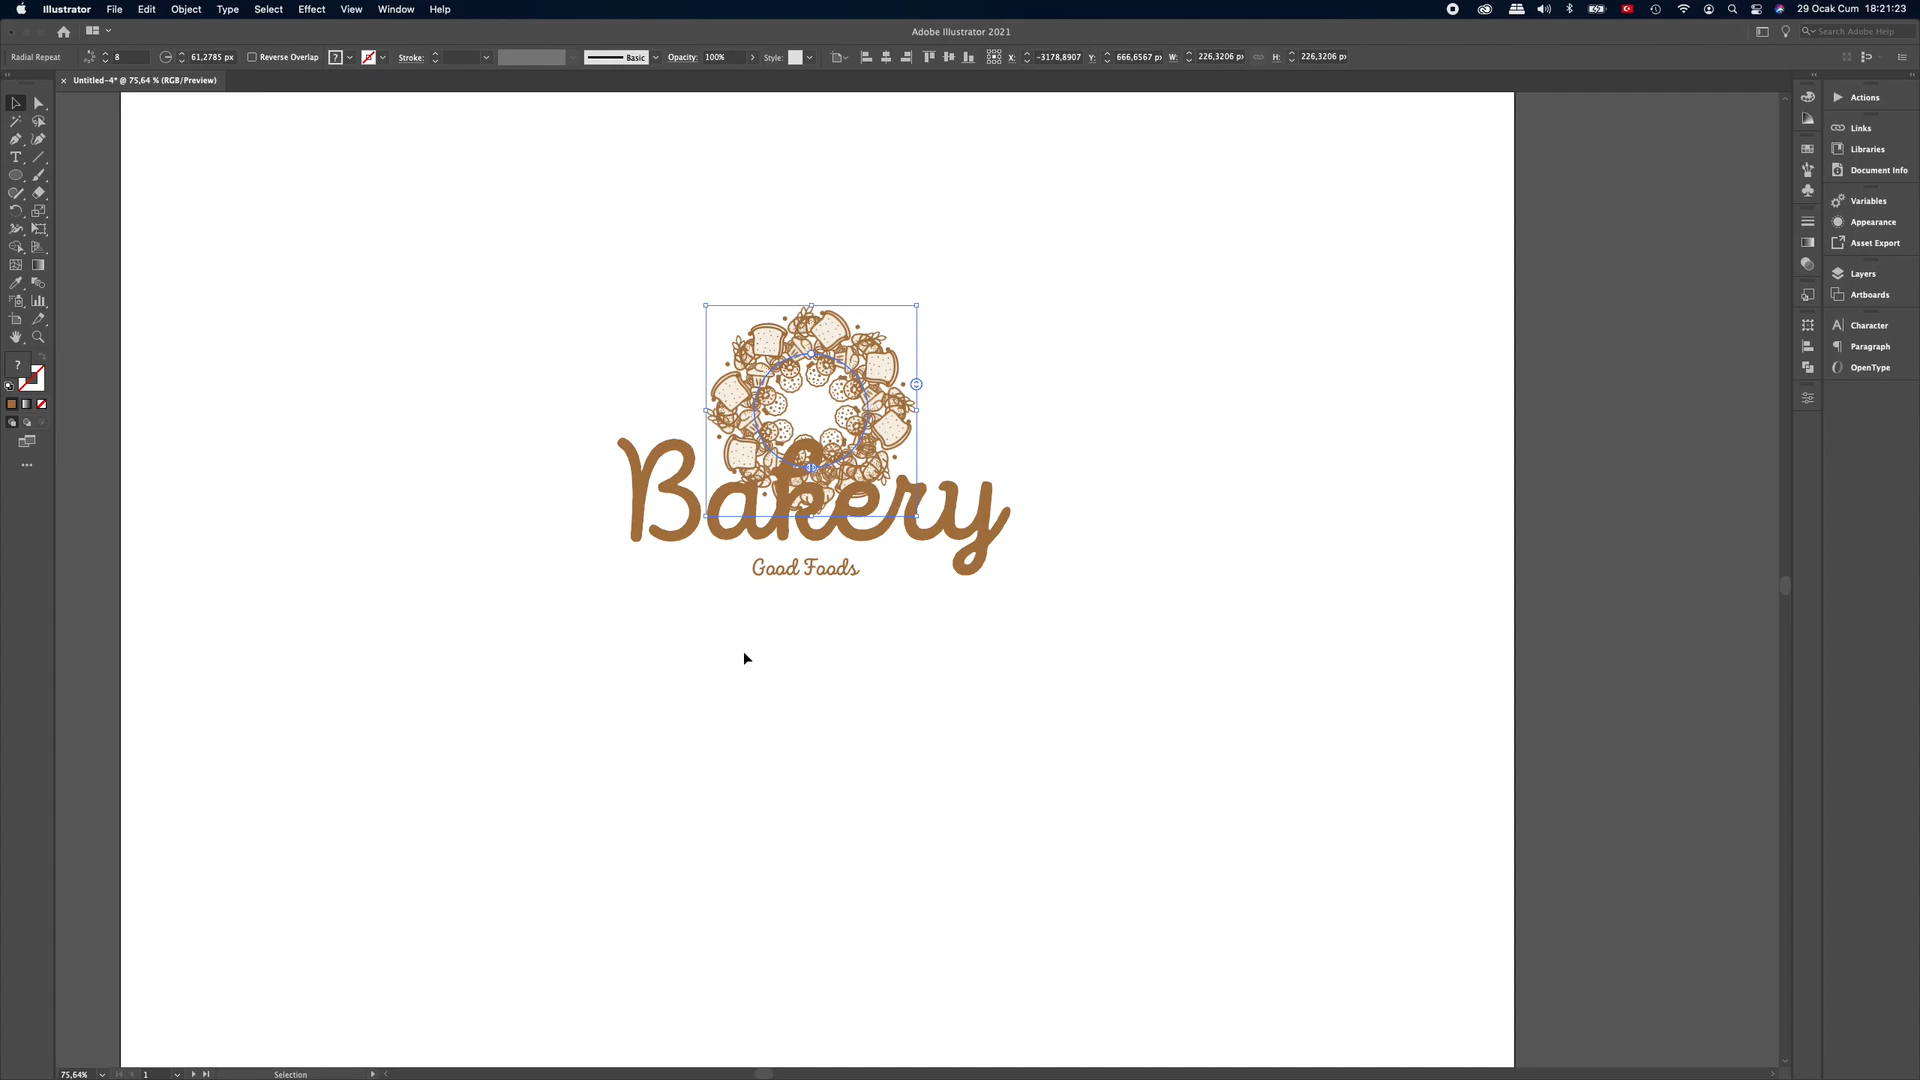 Illustrator File Edit Object Type Select Effect View Window Help 29 Ocak Cum 18:21:23
Adobe Illustrator 2021 Search Adobe Help
Radial Repeat 8 61,2785 px Reverse Overlap ? Stroke: Basic Opacity: 100% Style: X: -3178,8907 Y: 666,6567 px W: 226,3206 px H: 226,3206 px
× Untitled-4* @ 75,64 % (RGB/Preview)
Actions
Links
Libraries
Document Info
Variables
Appearance
Asset Export
Layers
Artboards
Character
Paragraph
OpenType
?
Bakery
Good Foods
75,64% 1 Selection